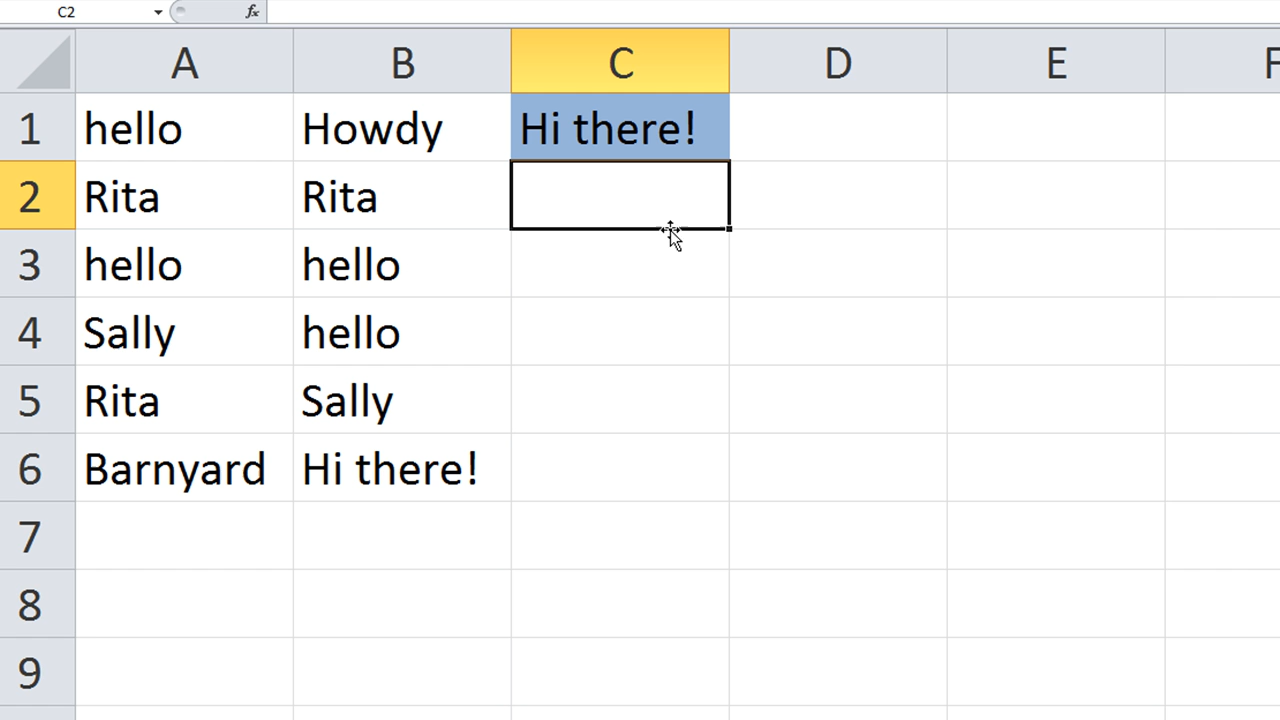 C2 fx
A B C D E F
1 hello Howdy Hi there!
2 Rita Rita
3 hello hello
4 Sally hello
5 Rita Sally
6 Barnyard Hi there!
7
8
9